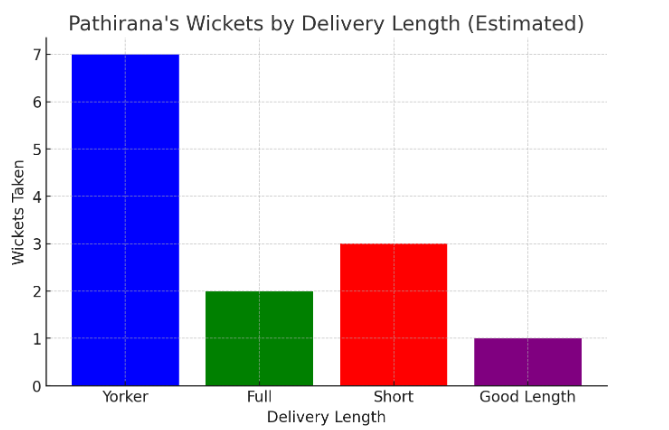 Pathirana's Wickets by Delivery Length (Estimated)
Wickets Taken
7
6
5
4
3
2
1
0
Yorker
Full
Short
Good Length
Delivery Length